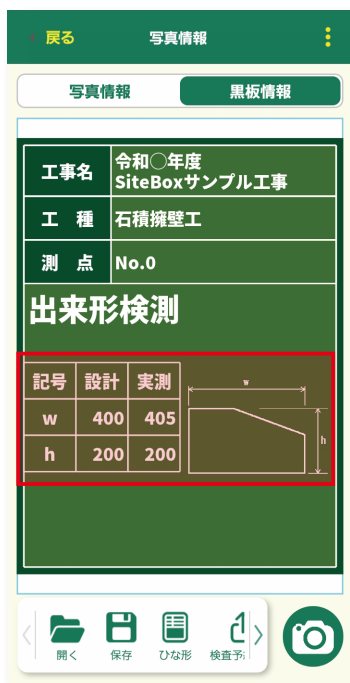 戻る
写真情報
写真情報
黒板情報
工事名
令和○年度
SiteBoxサンプル工事
工 種
石積擁壁工
測 点
No.0
出来形検測
記号 設計 実測
w 400 405
h 200 200
w
h
開く
保存
ひな形
検査予